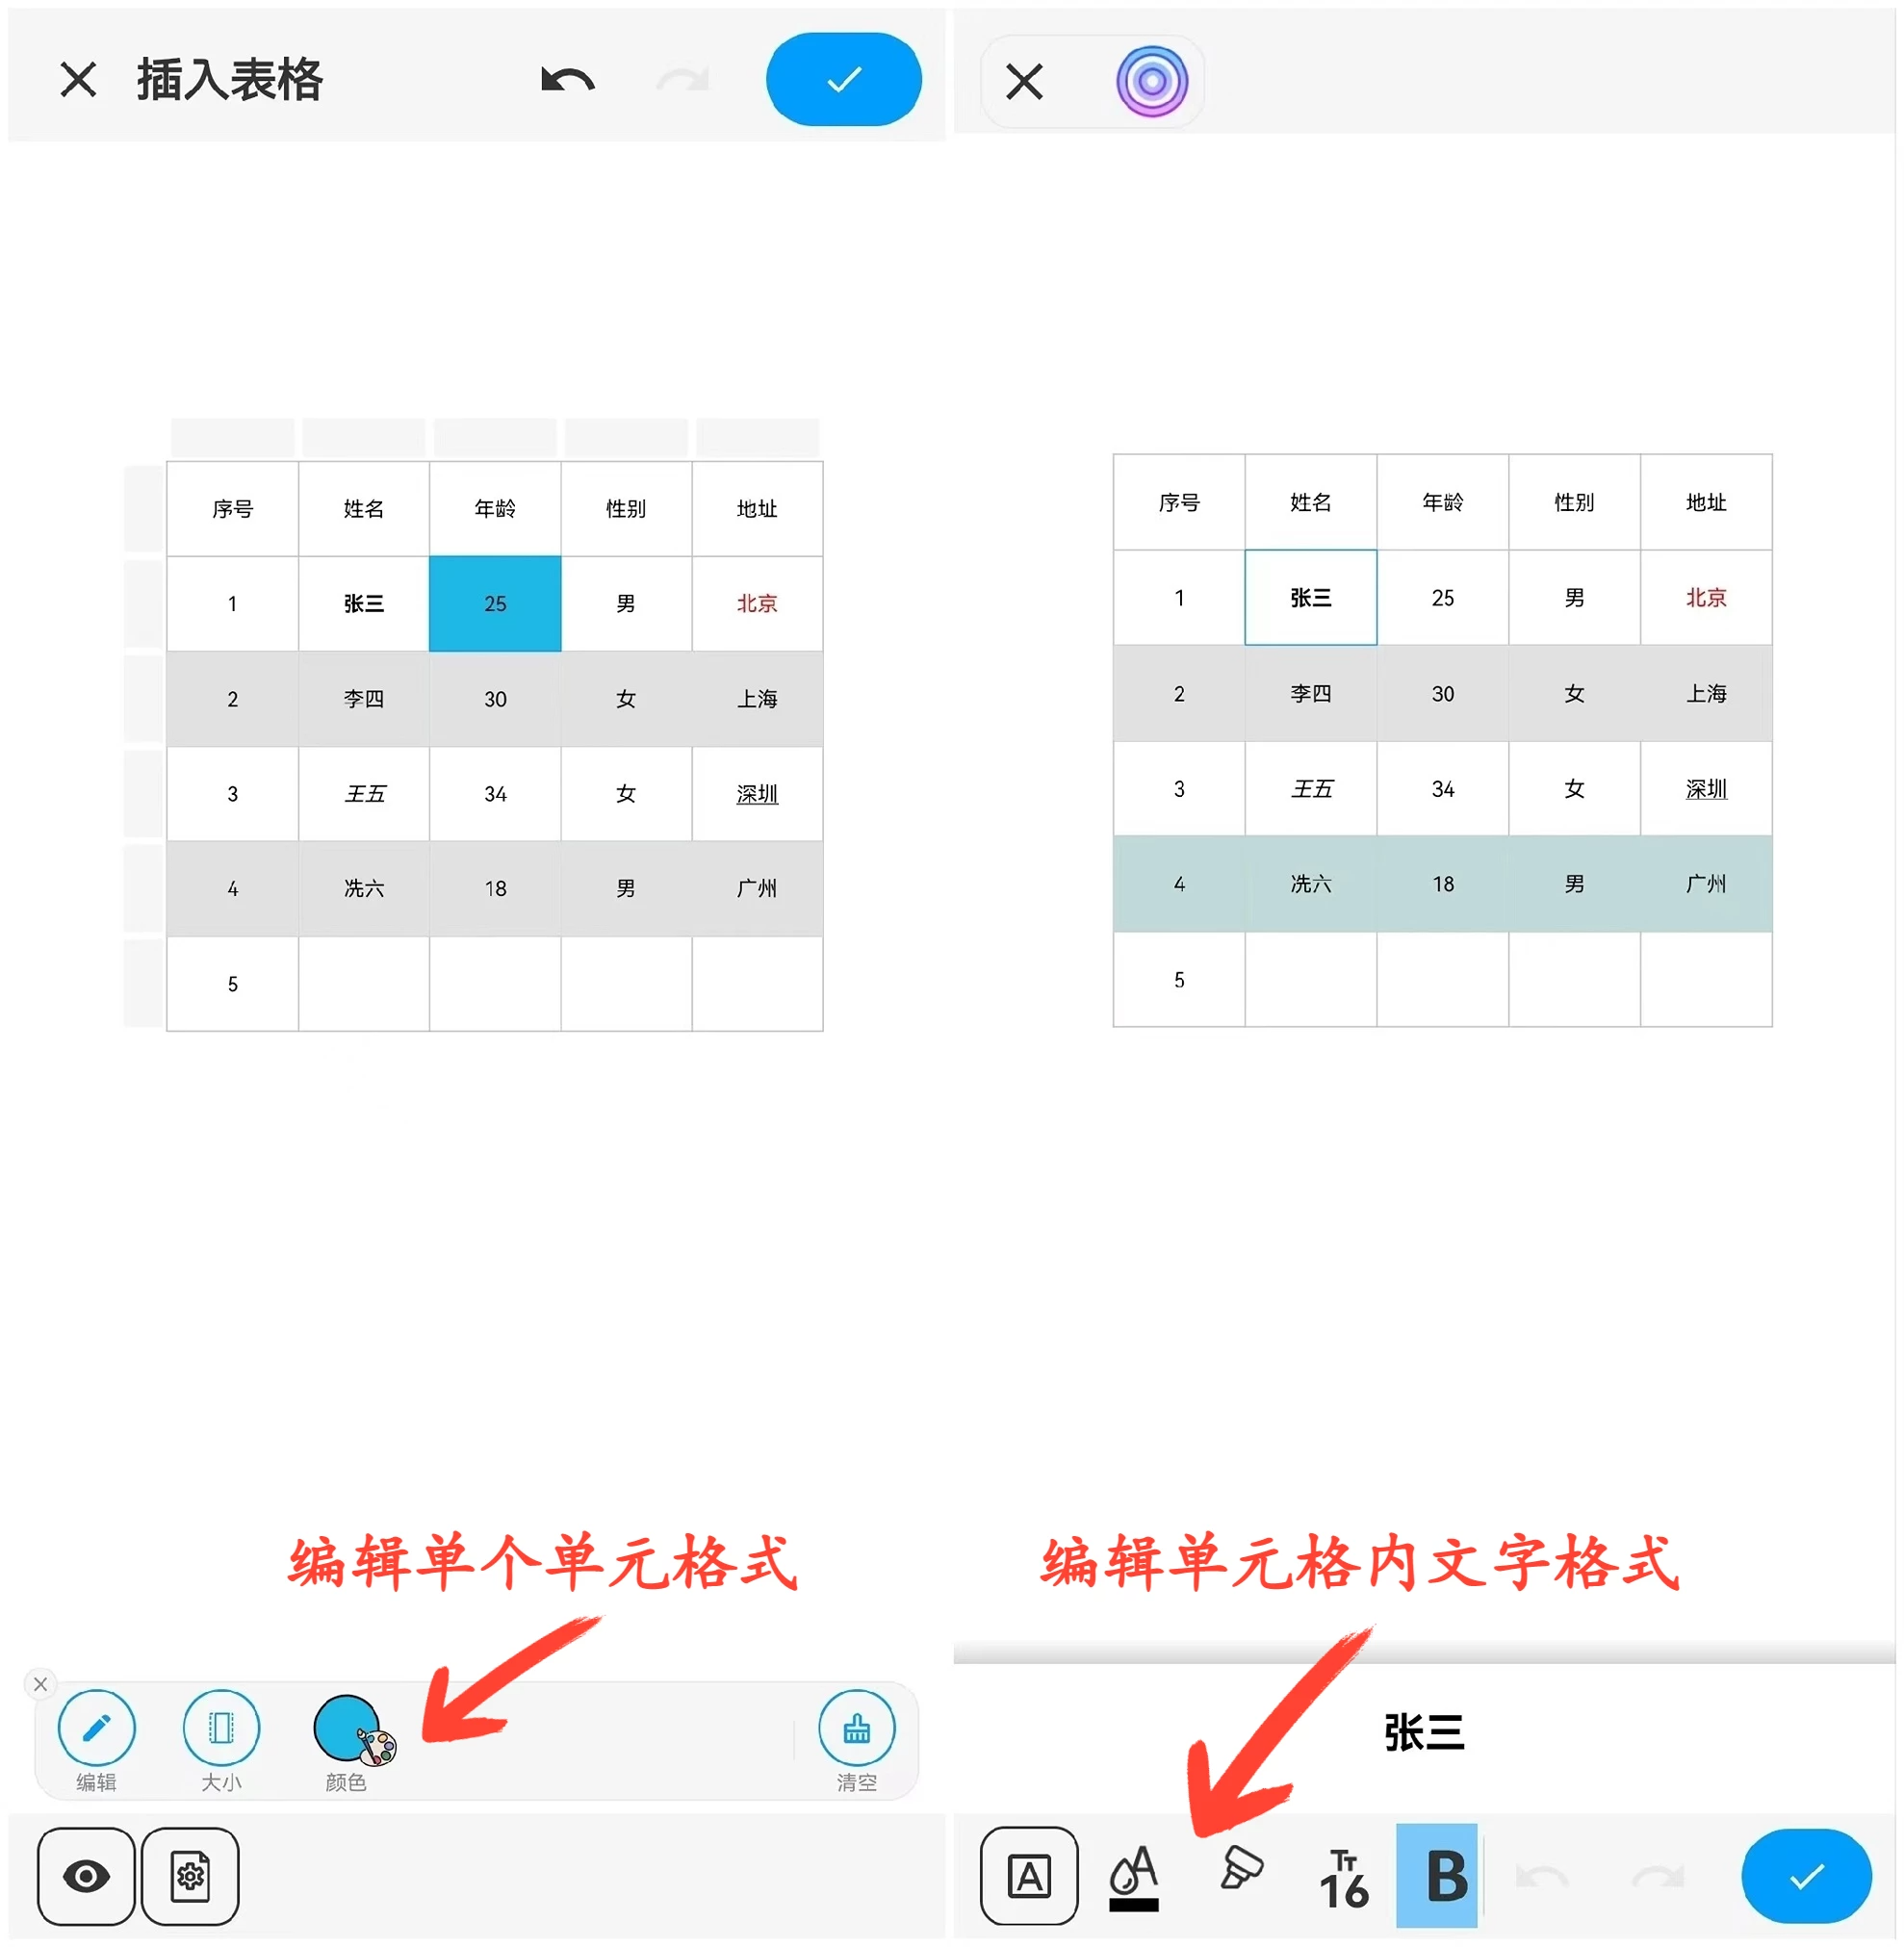 插入表格
序号 姓名 年龄 性别 地址
1 张三 25 男 北京
2 李四 30 女 上海
3 王五 34 女 深圳
4 冼六 18 男 广州
5
编辑单个单元格式
编辑 大小 颜色 清空
序号 姓名 年龄 性别 地址
1 张三 25 男 北京
2 李四 30 女 上海
3 王五 34 女 深圳
4 冼六 18 男 广州
5
编辑单元格内文字格式
张三
A A TT 16 B